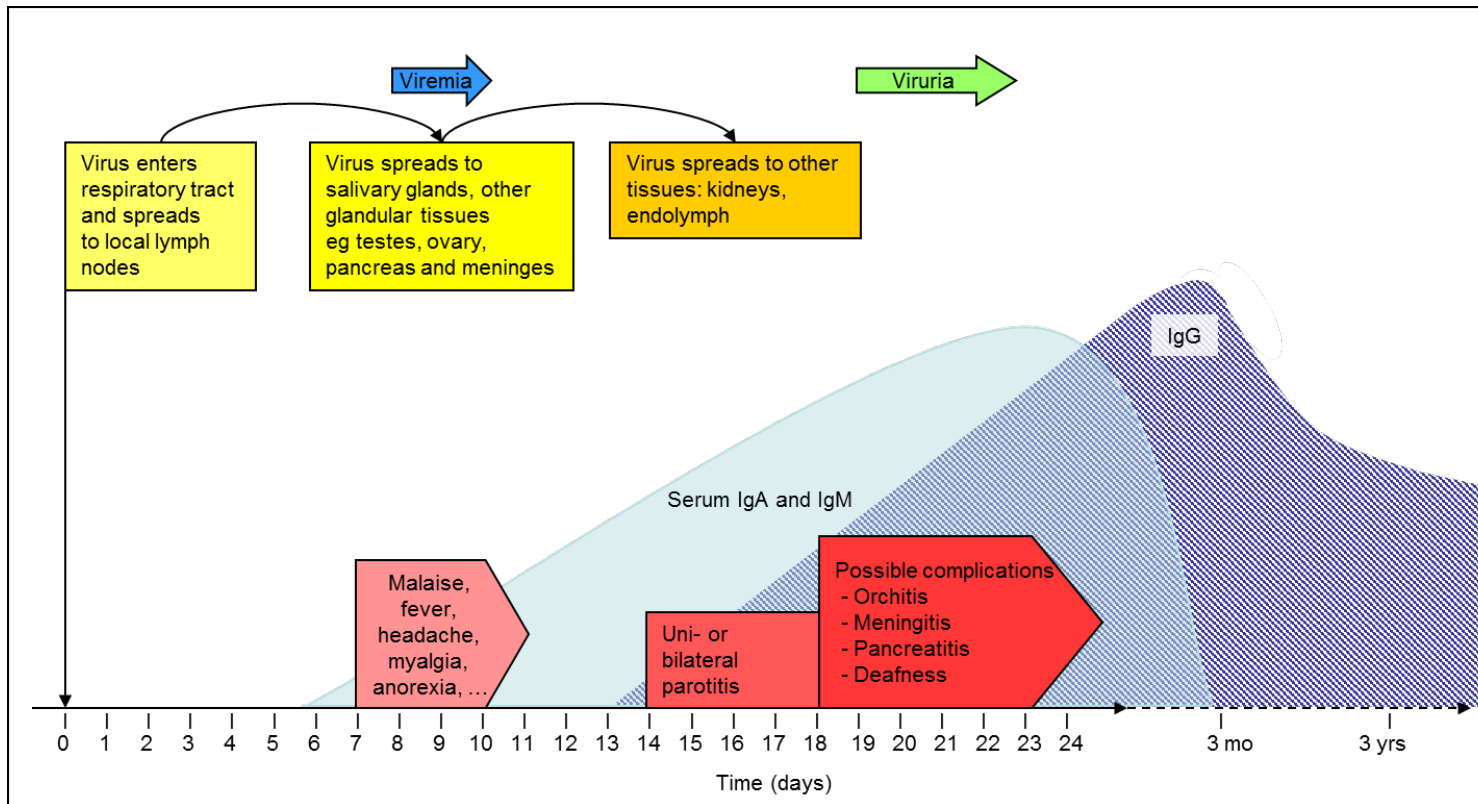 Viremia
Viruria
Virus enters
respiratory tract
and spreads
to local lymph
nodes
Virus spreads to
salivary glands, other
glandular tissues
eg testes, ovary,
pancreas and meninges
Virus spreads to other
tissues: kidneys,
endolymph
IgG
Serum IgA and IgM
Malaise,
fever,
headache,
myalgia,
anorexia, …
Uni- or
bilateral
parotitis
Possible complications
- Orchitis
- Meningitis
- Pancreatitis
- Deafness
0 1 2 3 4 5 6 7 8 9 10 11 12 13 14 15 16 17 18 19 20 21 22 23 24 3 mo 3 yrs
Time (days)